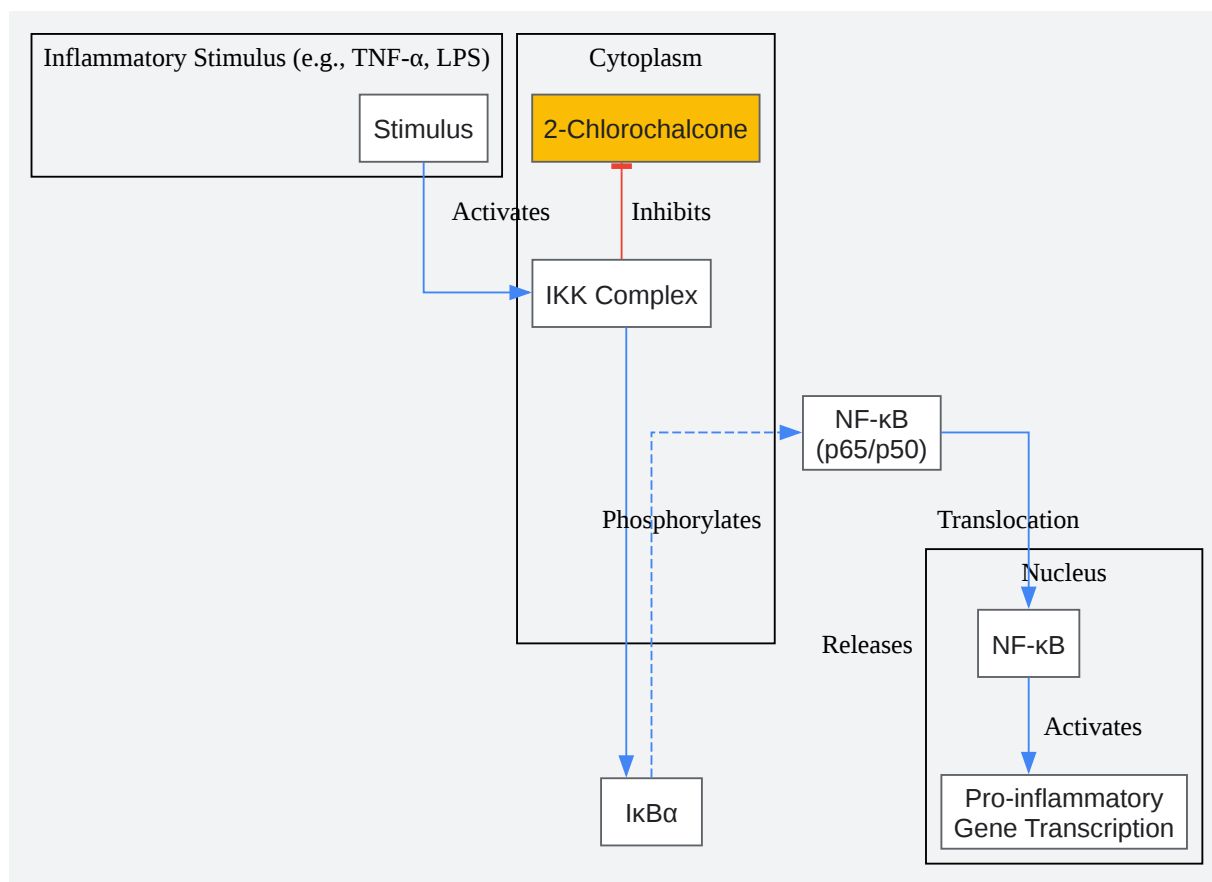 Inflammatory Stimulus (e.g., TNF-α, LPS)
Cytoplasm
Stimulus
2-Chlorochalcone
Activates
Inhibits
IKK Complex
NF-κB
(p65/p50)
Phosphorylates
Translocation
Nucleus
Releases
NF-κB
Activates
IκBα
Pro-inflammatory
Gene Transcription